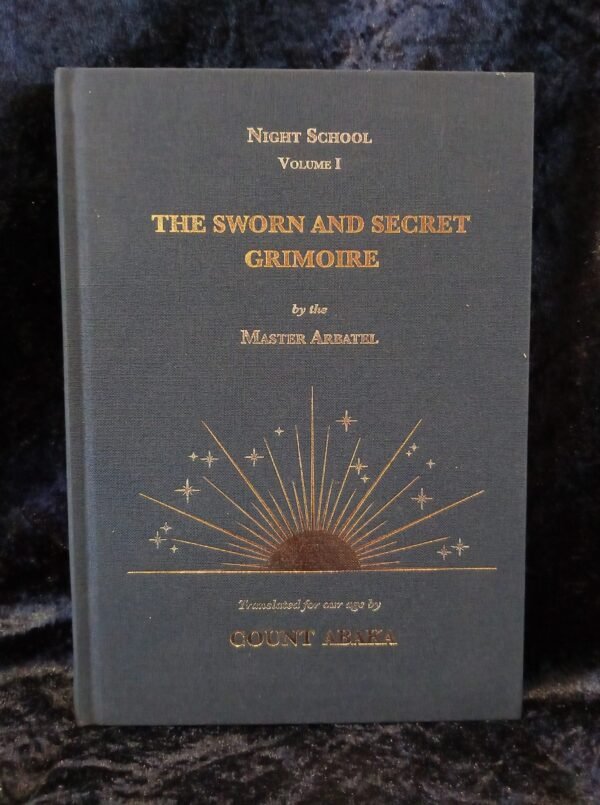 NIGHT SCHOOL
VOLUME I
THE SWORN AND SECRET
GRIMOIRE
by the
MASTER ARBATEL
Translated for our age by
COUNT ABAKA